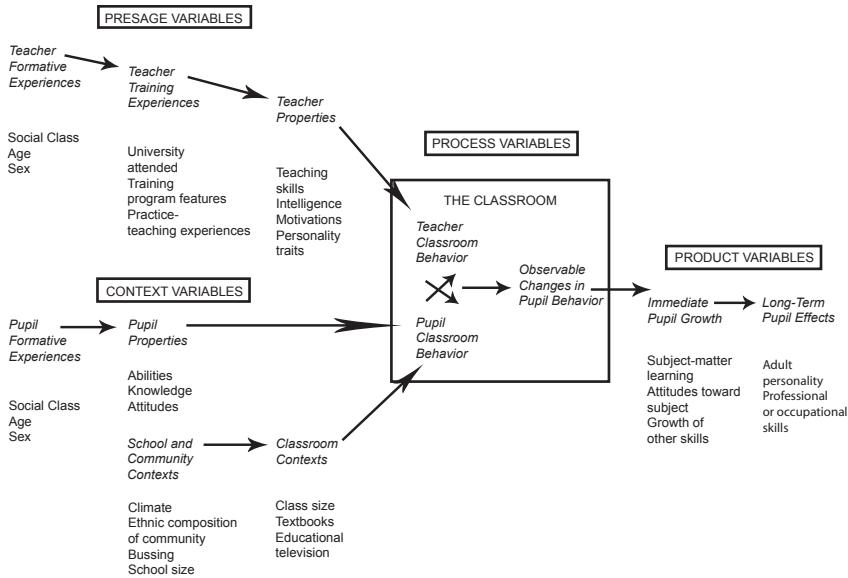 PRESAGE VARIABLES
Teacher
Formative
Experiences
Social Class
Age
Sex
Teacher
Training
Experiences
University
attended
Training
program features
Practice-
teaching experiences
Teacher
Properties
Teaching
skills
Intelligence
Motivations
Personality
traits
CONTEXT VARIABLES
Pupil
Formative
Experiences
Social Class
Age
Sex
Pupil
Properties
Abilities
Knowledge
Attitudes
School and
Community
Contexts
Climate
Ethnic composition
of community
Bussing
School size
Classroom
Contexts
Class size
Textbooks
Educational
television
PROCESS VARIABLES
THE CLASSROOM
Teacher
Classroom
Behavior
Pupil
Classroom
Behavior
Observable
Changes in
Pupil Behavior
PRODUCT VARIABLES
Immediate
Pupil Growth
Subject-matter
learning
Attitudes toward
subject
Growth of
other skills
Long-Term
Pupil Effects
Adult
personality
Professional
or occupational
skills